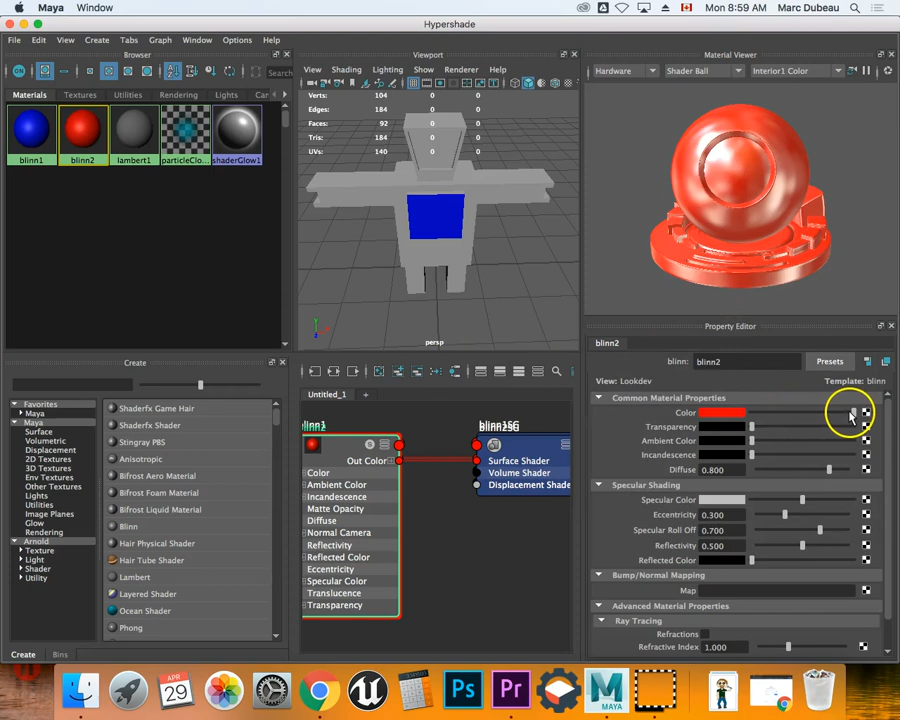 Maya Window Mon 8:59 AM Marc Dubeau
Hypershade
File Edit View Create Tabs Graph Window Options Help
Browser
ON
Search
Materials Textures Utilities Rendering Lights
blinn1 blinn2 lambert1 particleClo shaderGlow1
Viewport
View Shading Lighting Show Renderer Panels
Verts: 104 0 0
Edges: 184 0 0
Faces: 92 0 0
Tris: 184 0 0
UVs: 140 0 0
persp
Material Viewer
Hardware Shader Ball Interior1 Color
Property Editor
blinn2
blinn: blinn2 Presets
View: Lookdev Template: blinn
Common Material Properties
Color
Transparency
Ambient Color
Incandescence
Diffuse 0.800
Specular Shading
Specular Color
Eccentricity 0.300
Specular Roll Off 0.700
Reflectivity 0.500
Reflected Color
Bump/Normal Mapping
Map
Advanced Material Properties
Ray Tracing
Refractions
Refractive Index 1.000
Create
Favorites
Maya
Maya
Surface
Volumetric
Displacement
2D Textures
3D Textures
Env Textures
Other Textures
Lights
Utilities
Image Planes
Glow
Rendering
Arnold
Texture
Light
Shader
Utility
Shaderfx Game Hair
Shaderfx Shader
Stingray PBS
Anisotropic
Bifrost Aero Material
Bifrost Foam Material
Bifrost Liquid Material
Blinn
Hair Physical Shader
Hair Tube Shader
Lambert
Layered Shader
Ocean Shader
Phong
Create Bins
Untitled_1 +
Out Color
Color
Ambient Color
Incandescence
Matte Opacity
Diffuse
Normal Camera
Reflectivity
Reflected Color
Eccentricity
Specular Color
Translucence
Transparency
Surface Shader
Volume Shader
Displacement Shade
APR
29
Ps
Pr
MAYA